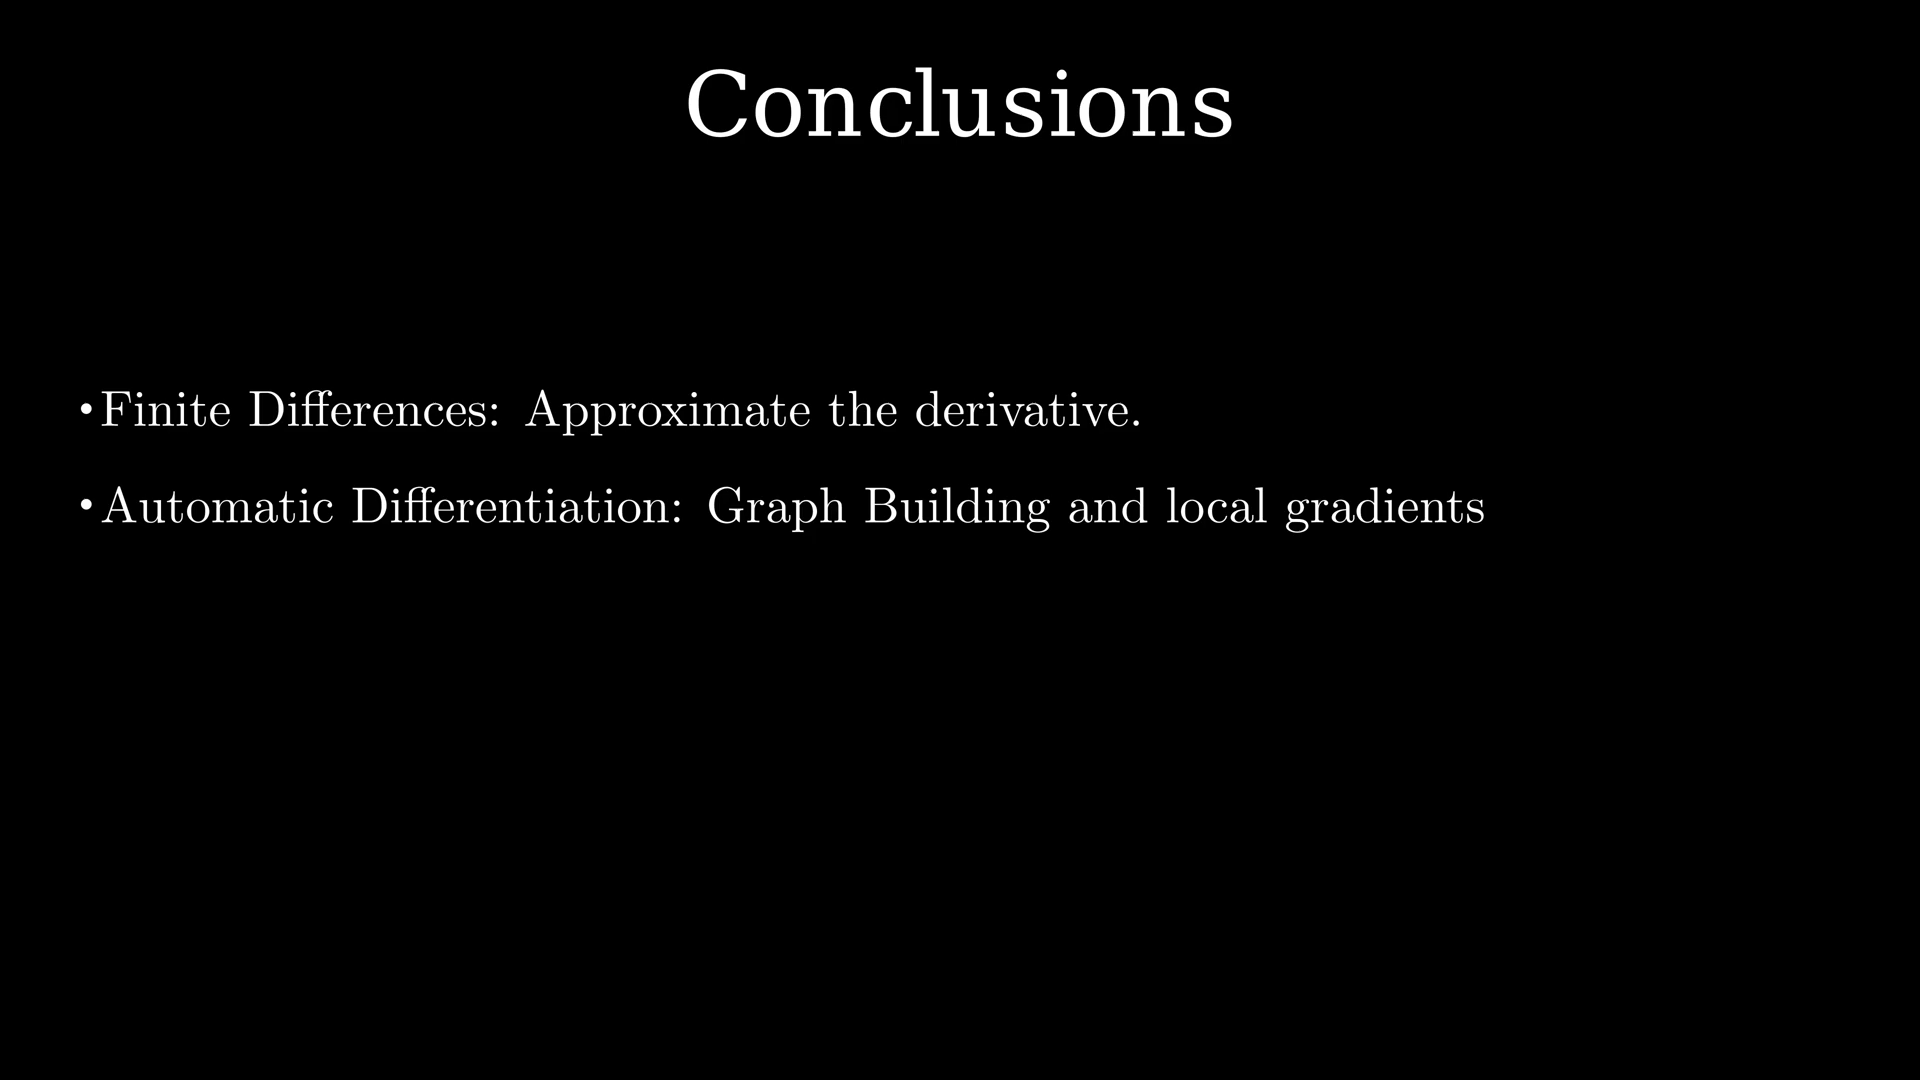 Conclusions
•Finite Differences: Approximate the derivative.
•Automatic Differentiation: Graph Building and local gradients